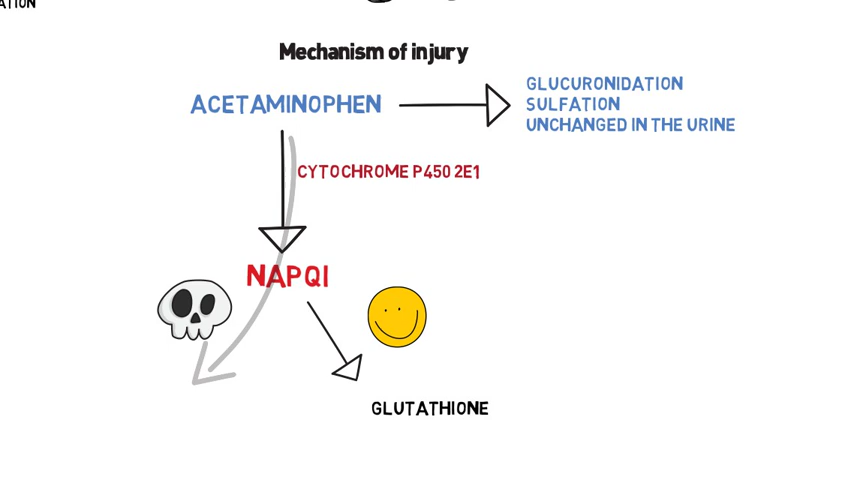 Mechanism of injury
ACETAMINOPHEN
GLUCURONIDATION
SULFATION
UNCHANGED IN THE URINE
CYTOCHROME P450 2E1
NAPQI
GLUTATHIONE